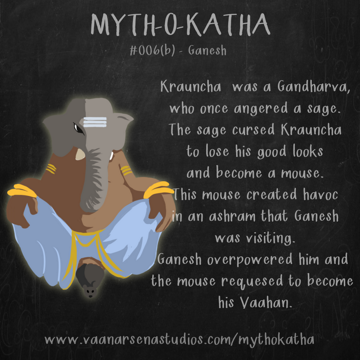 MYTH-O-KATHA
#006(b) - Ganesh
Krauncha was a Gandharva,
who once angered a sage.
The sage cursed Krauncha
to lose his good looks
and become a mouse.
This mouse created havoc
in an ashram that Ganesh
was visiting.
Ganesh overpowered him and
the mouse requesed to become
his Vaahan.
www.vaanarsenastudios.com/mythokatha